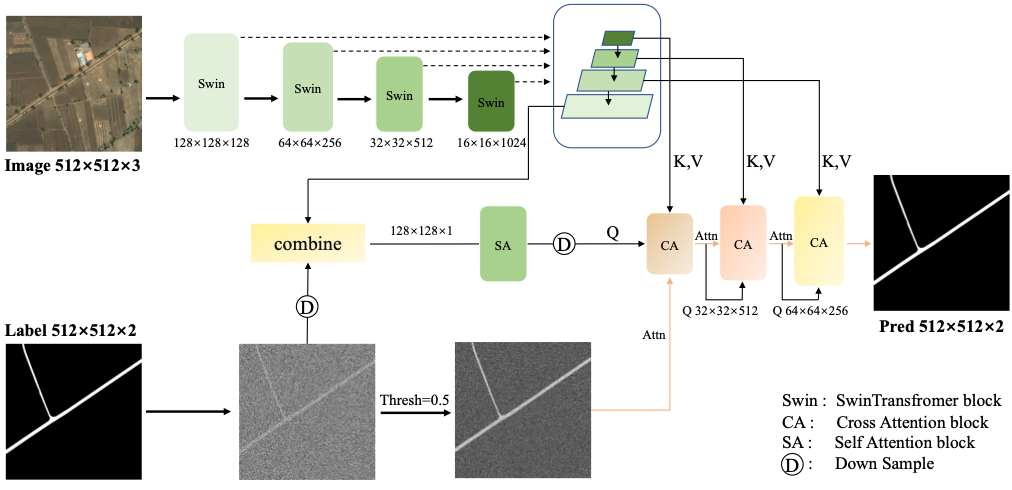 Swin
Swin
Swin
Swin
128×128×128
64×64×256
32×32×512
16×16×1024
Image 512×512×3
K,V
K,V
K,V
combine
128×128×1
SA
D
Q
CA
Attn
CA
Attn
CA
D
Q 32×32×512
Q 64×64×256
Label 512×512×2
Pred 512×512×2
Attn
Thresh=0.5
Swin : SwinTransfromer block
CA : Cross Attention block
SA : Self Attention block
D : Down Sample